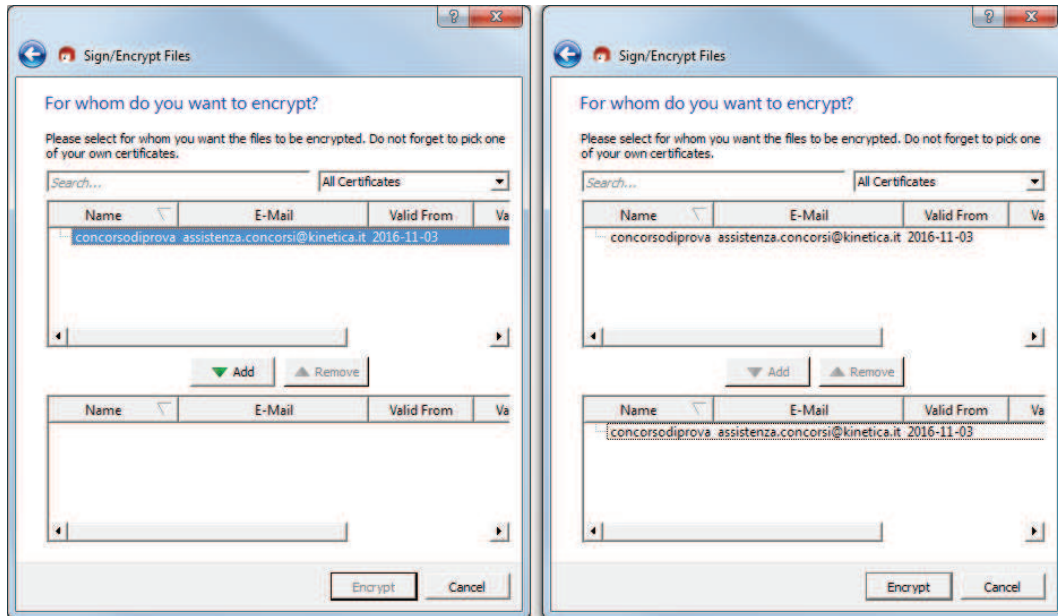 Sign/Encrypt Files
For whom do you want to encrypt?
Please select for whom you want the files to be encrypted. Do not forget to pick one
of your own certificates.
Search...
All Certificates
Name E-Mail Valid From Va
concorsodiprova assistenza.concorsi@kinetica.it 2016-11-03
Add Remove
Name E-Mail Valid From Va
Encrypt Cancel
Sign/Encrypt Files
For whom do you want to encrypt?
Please select for whom you want the files to be encrypted. Do not forget to pick one
of your own certificates.
Search...
All Certificates
Name E-Mail Valid From Va
concorsodiprova assistenza.concorsi@kinetica.it 2016-11-03
Add Remove
Name E-Mail Valid From Va
concorsodiprova assistenza.concorsi@kinetica.it 2016-11-03
Encrypt Cancel